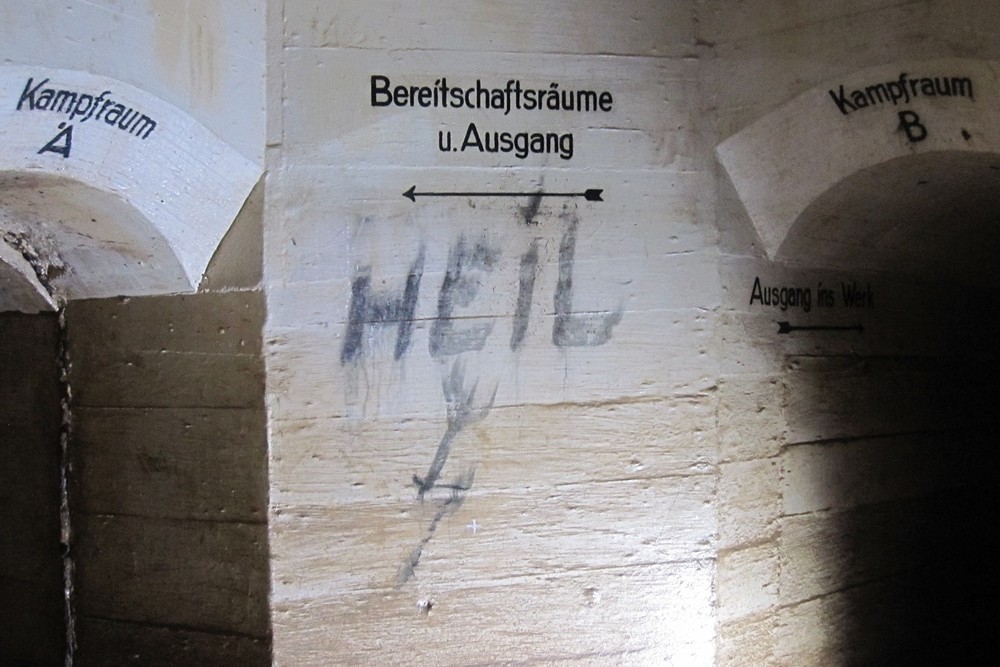 Kampfraum
A
Bereitschaftsräume
u. Ausgang
HEIL
Kampfraum
B
Ausgang ins Werk